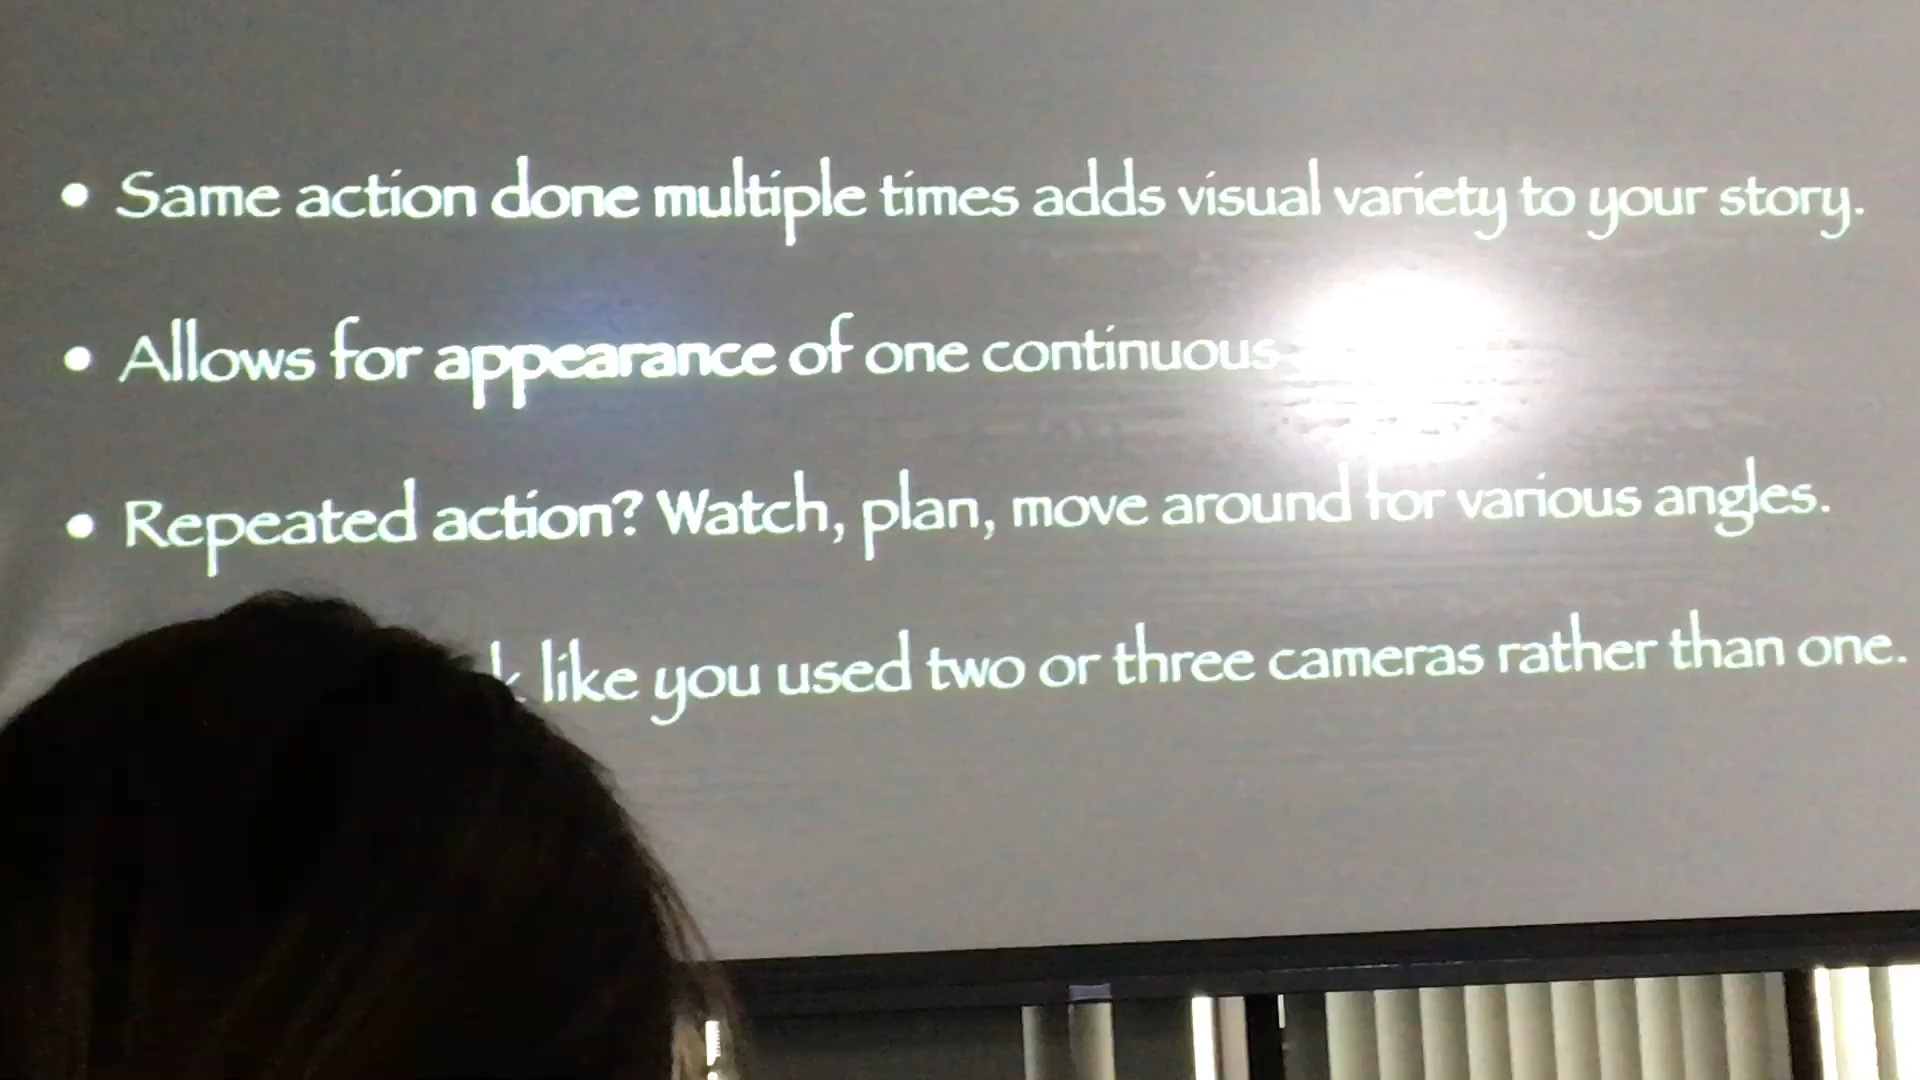 • Same action done multiple times adds visual variety to your story.
• Allows for appearance of one continuous
• Repeated action? Watch, plan, move around for various angles.
like you used two or three cameras rather than one.